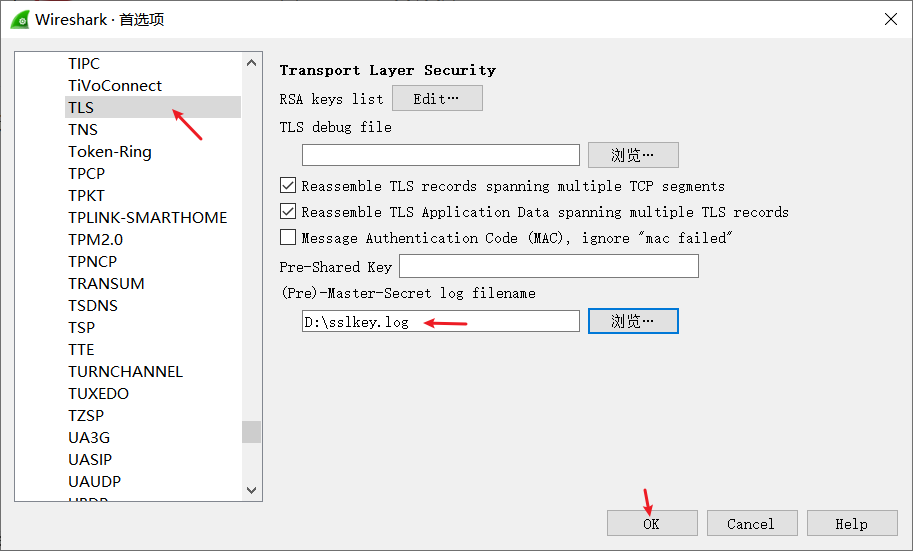 Wireshark · 首选项
TIPC
TiVoConnect
TLS
TNS
Token-Ring
TPCP
TPKT
TPLINK-SMARTHOME
TPM2.0
TPNCP
TRANSUM
TSDNS
TSP
TTE
TURNCHANNEL
TUXEDO
TZSP
UA3G
UASIP
UAUDP
Transport Layer Security
RSA keys list Edit…
TLS debug file
浏览…
Reassemble TLS records spanning multiple TCP segments
Reassemble TLS Application Data spanning multiple TLS records
Message Authentication Code (MAC), ignore "mac failed"
Pre-Shared Key
(Pre)-Master-Secret log filename
D:\sslkey.log 浏览…
OK Cancel Help